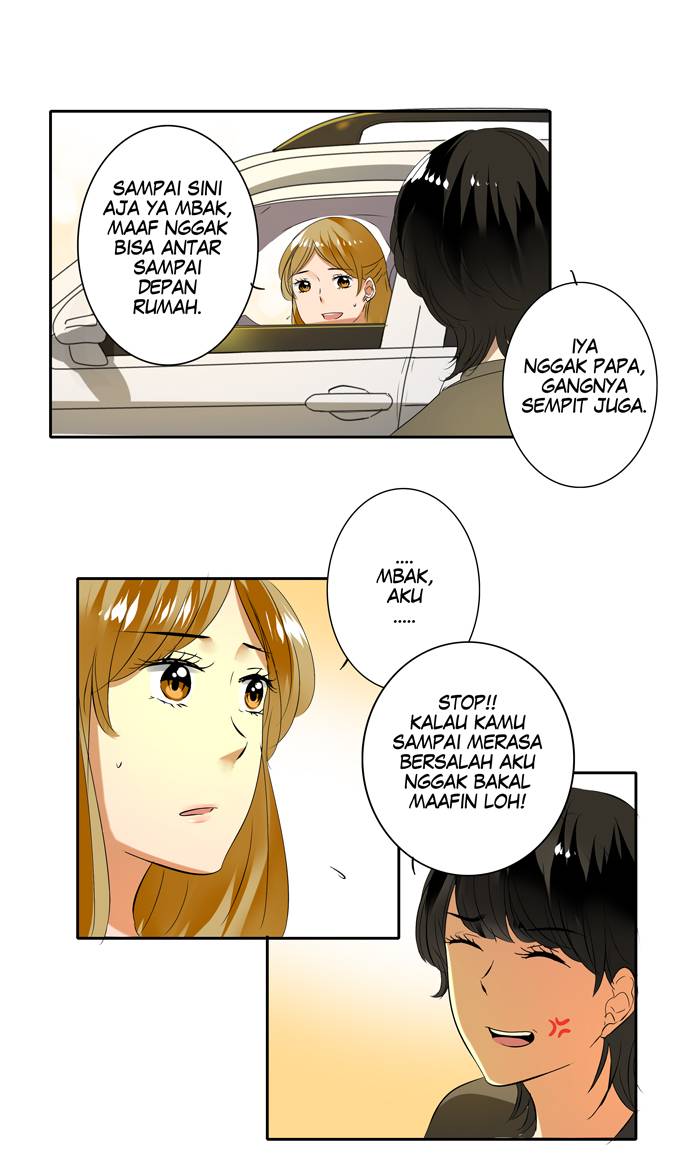 SAMPAI SINI
AJA YA MBAK,
MAAF NGGAK
BISA ANTAR
SAMPAI
DEPAN
RUMAH.
IYA
NGGAK PAPA,
GANGNYA
SEMPIT JUGA.
....
MBAK,
AKU
.....
STOP!!
KALAU KAMU
SAMPAI MERASA
BERSALAH AKU
NGGAK BAKAL
MAAFIN LOH!